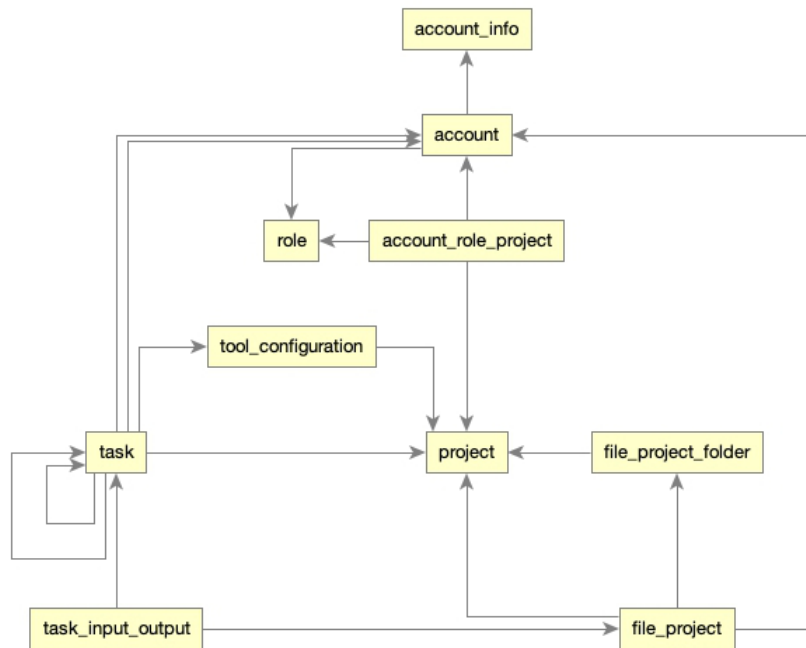 account_info
account
role
account_role_project
tool_configuration
task
project
file_project_folder
task_input_output
file_project